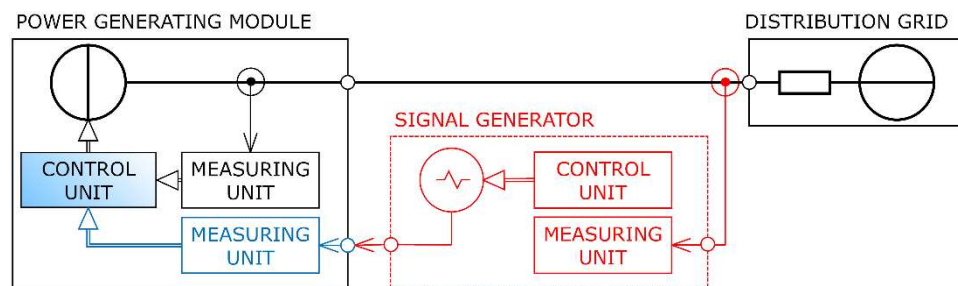 POWER GENERATING MODULE
DISTRIBUTION GRID
SIGNAL GENERATOR
CONTROL
UNIT
MEASURING
UNIT
CONTROL
UNIT
MEASURING
UNIT
MEASURING
UNIT